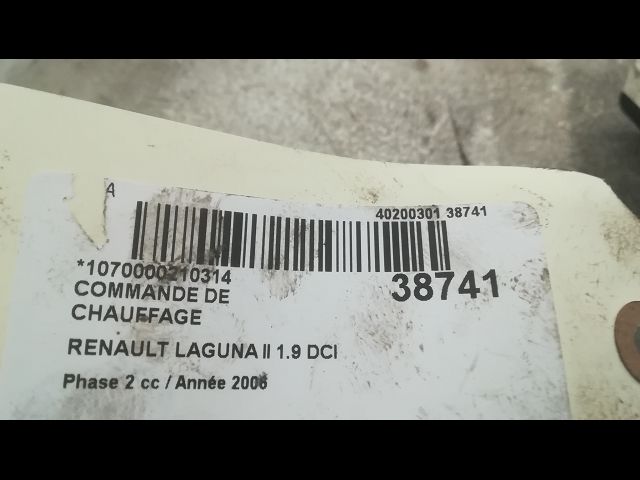 A
40200301 38741
*1070000210314
38741
COMMANDE DE
CHAUFFAGE
RENAULT LAGUNA II 1.9 DCI
Phase 2 cc / Année 2006